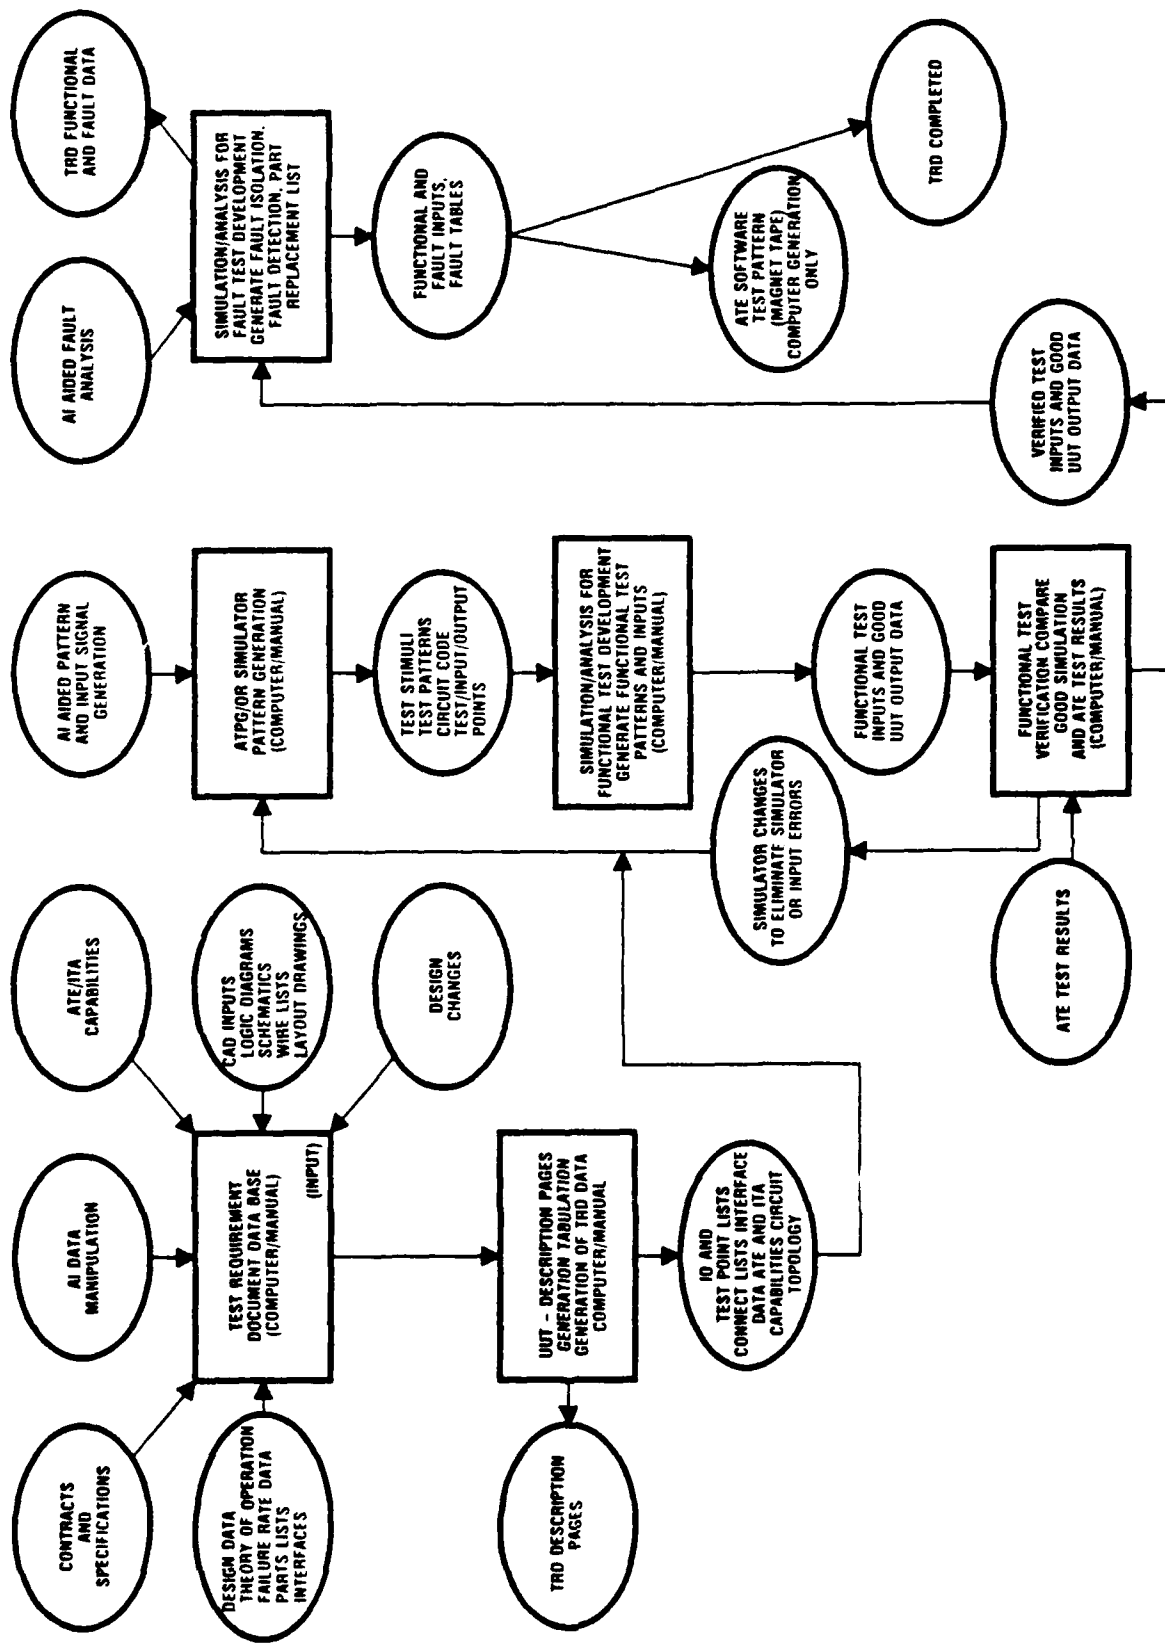 CONTRACTS
AND
SPECIFICATIONS
AI DATA
MANIPULATION
ATE/ITA
CAPABILITIES
DESIGN DATA
THEORY OF OPERATION
FAILURE RATE DATA
PARTS LISTS
INTERFACES
TEST REQUIREMENT
DOCUMENT DATA BASE
(COMPUTER/MANUAL)
(INPUT)
CAD INPUTS
LOGIC DIAGRAMS
SCHEMATICS
WIRE LISTS
LAYOUT DRAWINGS
DESIGN
CHANGES
TRD DESCRIPTION
PAGES
UUT - DESCRIPTION PAGES
GENERATION TABULATION
GENERATION OF TRD DATA
COMPUTER/MANUAL
IO AND
TEST POINT LISTS
CONNECT LISTS INTERFACE
DATA ATE AND ITA
CAPABILITIES CIRCUIT
TOPOLOGY
AI AIDED PATTERN
AND INPUT SIGNAL
GENERATION
ATPG/OR SIMULATOR
PATTERN GENERATION
(COMPUTER/MANUAL)
TEST STIMULI
TEST PATTERNS
CIRCUIT CODE
TEST/INPUT/OUTPUT
POINTS
SIMULATION/ANALYSIS FOR
FUNCTIONAL TEST DEVELOPMENT
GENERATE FUNCTIONAL TEST
PATTERNS AND INPUTS
(COMPUTER/MANUAL)
SIMULATOR CHANGES
TO ELIMINATE SIMULATOR
OR INPUT ERRORS
FUNCTIONAL TEST
INPUTS AND GOOD
UUT OUTPUT DATA
ATE TEST RESULTS
FUNCTIONAL TEST
VERIFICATION COMPARE
GOOD SIMULATION
AND ATE TEST RESULTS
(COMPUTER/MANUAL)
AI AIDED FAULT
ANALYSIS
TRD FUNCTIONAL
AND FAULT DATA
SIMULATION/ANALYSIS FOR
FAULT TEST DEVELOPMENT
GENERATE FAULT ISOLATION,
FAULT DETECTION, PART
REPLACEMENT LIST
FUNCTIONAL AND
FAULT INPUTS,
FAULT TABLES
ATE SOFTWARE
TEST PATTERN
(MAGNET TAPE)
COMPUTER GENERATION
ONLY
TRD COMPLETED
VERIFIED TEST
INPUTS AND GOOD
UUT OUTPUT DATA